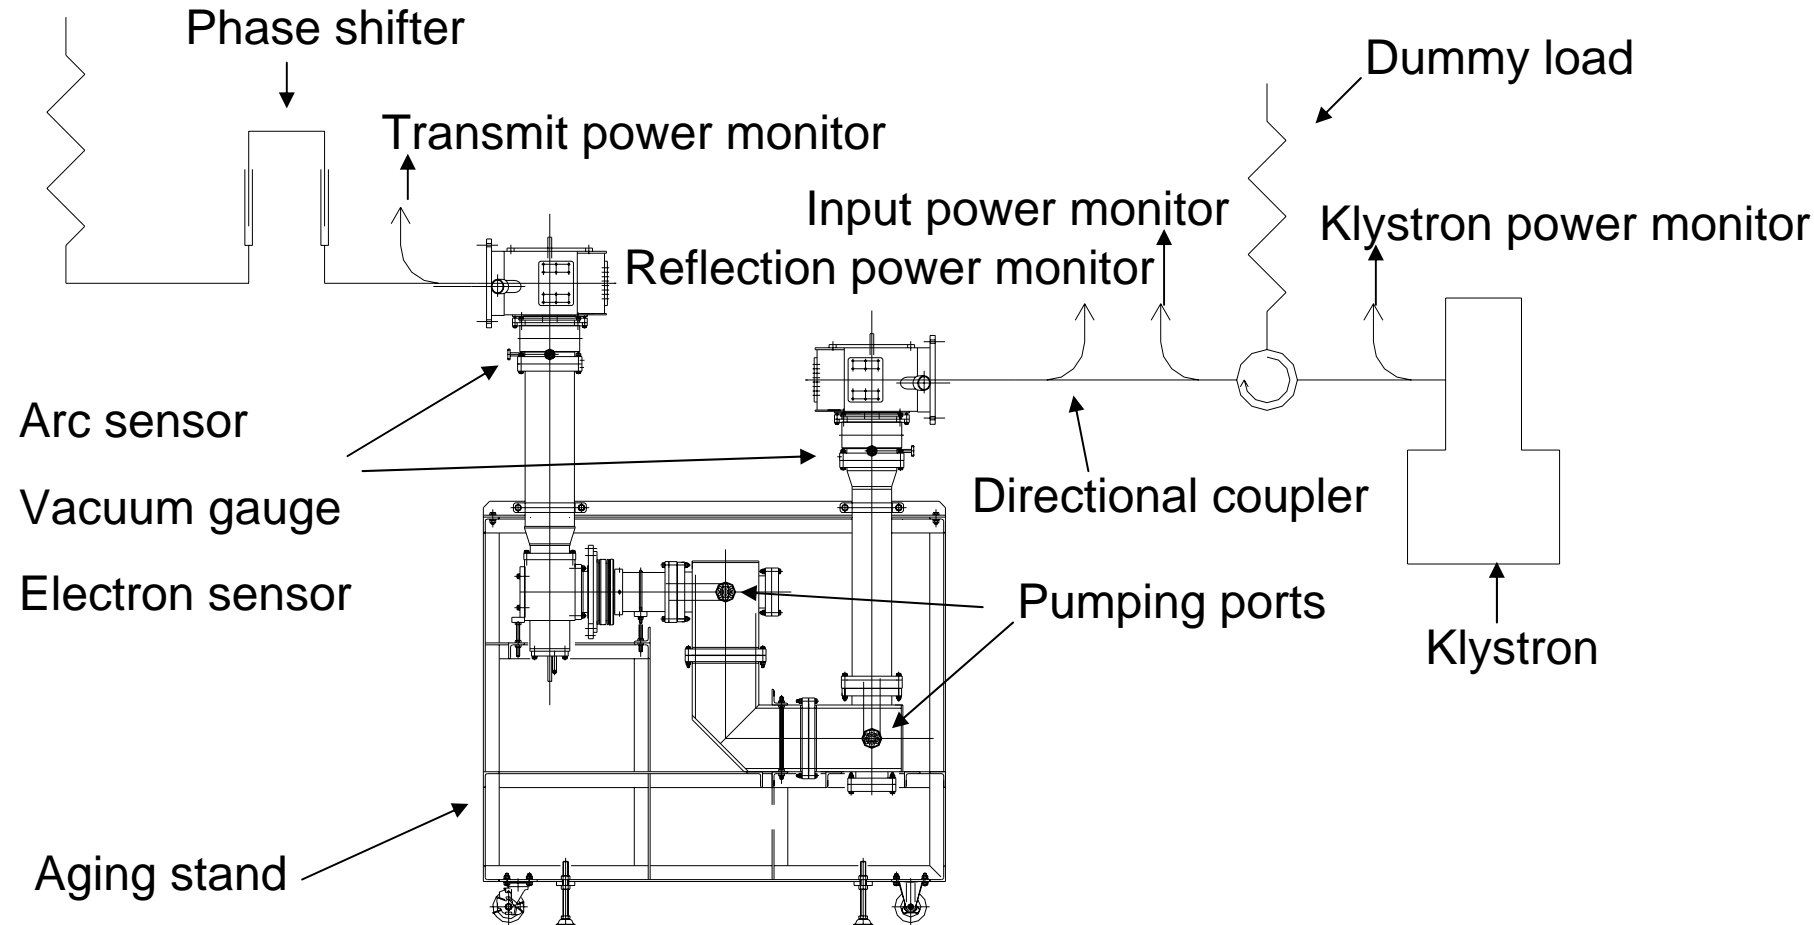 Phase shifter
Dummy load
Transmit power monitor
Input power monitor
Klystron power monitor
Reflection power monitor
Arc sensor
Vacuum gauge
Electron sensor
Directional coupler
Pumping ports
Klystron
Aging stand